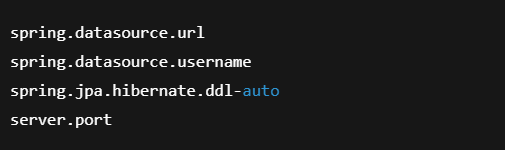 spring.datasource.url
spring.datasource.username
spring.jpa.hibernate.ddl-auto
server.port